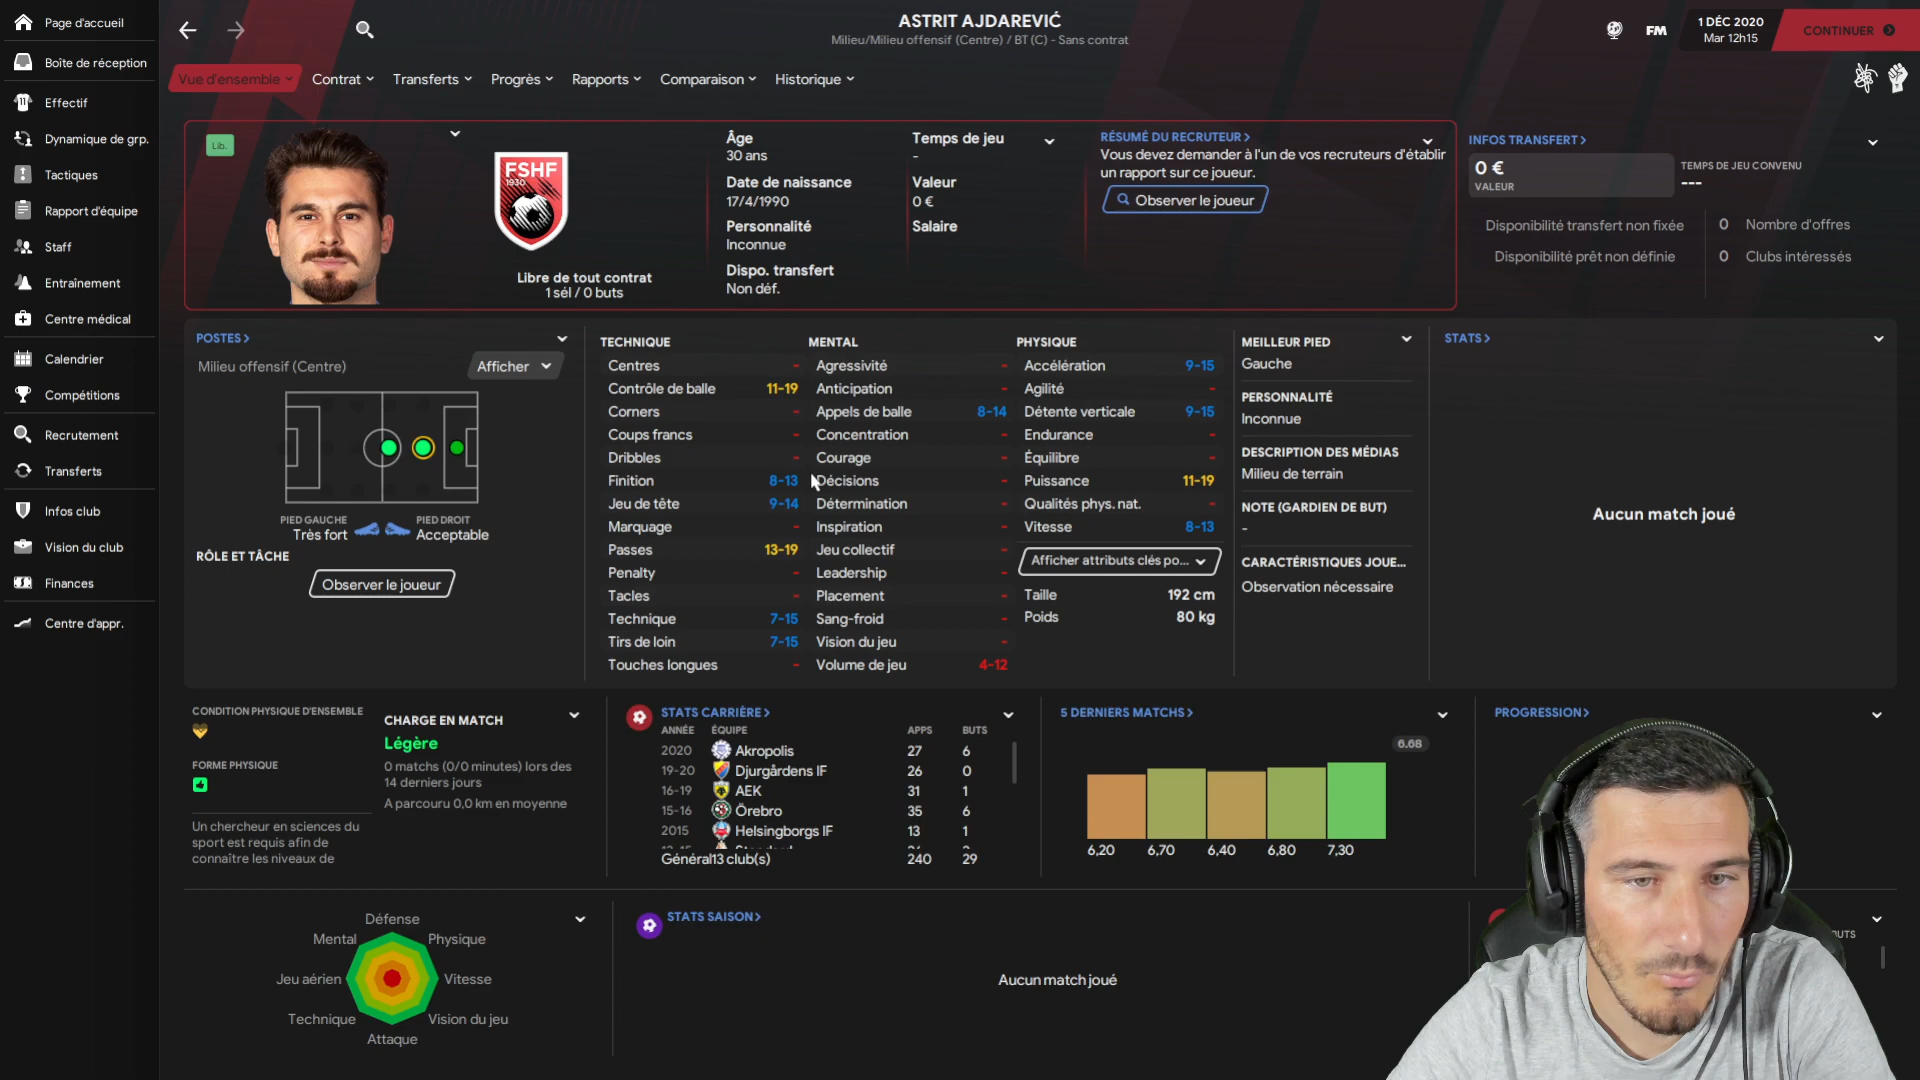 Page d'accueil
Boîte de réception
Effectif
Dynamique de grp.
Tactiques
Rapport d'équipe
Staff
Entraînement
Centre médical
Calendrier
Compétitions
Recrutement
Transferts
Infos club
Vision du club
Finances
Centre d'appr.
ASTRIT AJDAREVIĆ
Milieu/Milieu offensif (Centre) / BT (C) - Sans contrat
FM
1 DÉC 2020
Mar 12h15
CONTINUER
Vue d'ensemble
Contrat
Transferts
Progrès
Rapports
Comparaison
Historique
Lib.
FSHF
1930
Libre de tout contrat
1 sél / 0 buts
Âge
30 ans
Date de naissance
17/4/1990
Personnalité
Inconnue
Dispo. transfert
Non déf.
Temps de jeu
-
Valeur
0 €
Salaire
RÉSUMÉ DU RECRUTEUR >
Vous devez demander à l'un de vos recruteurs d'établir
un rapport sur ce joueur.
Observer le joueur
INFOS TRANSFERT >
0 €
VALEUR
TEMPS DE JEU CONVENU
---
Disponibilité transfert non fixée
0 Nombre d'offres
Disponibilité prêt non définie
0 Clubs intéressés
POSTES >
Milieu offensif (Centre)
Afficher
PIED GAUCHE
Très fort
PIED DROIT
Acceptable
RÔLE ET TÂCHE
Observer le joueur
TECHNIQUE
Centres -
Contrôle de balle 11-19
Corners -
Coups francs -
Dribbles -
Finition 8-13
Jeu de tête 9-14
Marquage -
Passes 13-19
Penalty -
Tacles -
Technique 7-15
Tirs de loin 7-15
Touches longues -
MENTAL
Agressivité -
Anticipation -
Appels de balle 8-14
Concentration -
Courage -
Décisions -
Détermination -
Inspiration -
Jeu collectif -
Leadership -
Placement -
Sang-froid -
Vision du jeu -
Volume de jeu 4-12
PHYSIQUE
Accélération 9-15
Agilité -
Détente verticale 9-15
Endurance -
Équilibre -
Puissance 11-19
Qualités phys. nat. -
Vitesse 8-13
Afficher attributs clés po...
Taille 192 cm
Poids 80 kg
MEILLEUR PIED
Gauche
PERSONNALITÉ
Inconnue
DESCRIPTION DES MÉDIAS
Milieu de terrain
NOTE (GARDIEN DE BUT)
-
CARACTÉRISTIQUES JOUE...
Observation nécessaire
STATS >
Aucun match joué
CONDITION PHYSIQUE D'ENSEMBLE
FORME PHYSIQUE
Un chercheur en sciences du
sport est requis afin de
connaître les niveaux de
CHARGE EN MATCH
Légère
0 matchs (0/0 minutes) lors des
14 derniers jours
A parcouru 0,0 km en moyenne
STATS CARRIÈRE >
ANNÉE ÉQUIPE APPS BUTS
2020 Akropolis 27 6
19-20 Djurgårdens IF 26 0
16-19 AEK 31 1
15-16 Örebro 35 6
2015 Helsingborgs IF 13 1
Général 13 club(s) 240 29
5 DERNIERS MATCHS >
6.68
6,20 6,70 6,40 6,80 7,30
PROGRESSION >
Défense
Mental
Physique
Jeu aérien
Vitesse
Technique
Vision du jeu
Attaque
STATS SAISON >
Aucun match joué